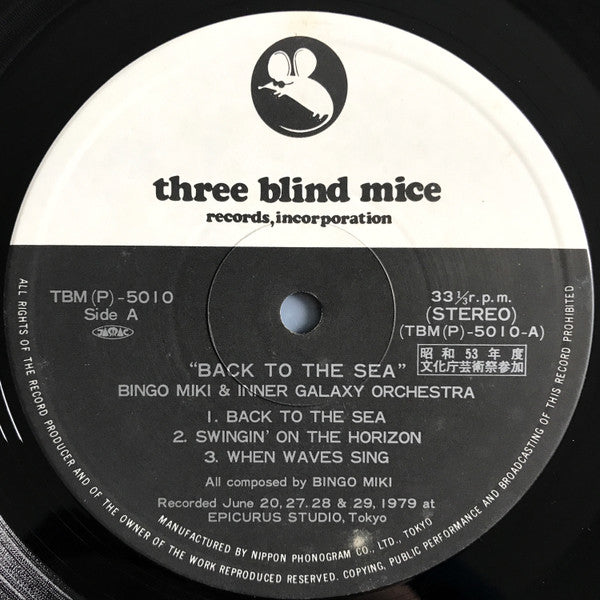 three blind mice
records, incorporation
TBM (P) -5010
Side A
JASRAC
33 ⅓ r. p. m.
(STEREO)
(TBM (P) -5010-A)
昭和 53 年度
文化庁芸術祭参加
"BACK TO THE SEA"
BINGO MIKI & INNER GALAXY ORCHESTRA
1. BACK TO THE SEA
2. SWINGIN' ON THE HORIZON
3. WHEN WAVES SING
All composed by BINGO MIKI
Recorded June 20, 27. 28 & 29, 1979 at
EPICURUS STUDIO, Tokyo
MANUFACTURED BY NIPPON PHONOGRAM CO., LTD., TOKYO
ALL RIGHTS OF THE RECORD PRODUCER AND OF THE OWNER OF THE WORK REPRODUCED RESERVED. COPYING, PUBLIC PERFORMANCE AND BROADCASTING OF THIS RECORD PROHIBITED